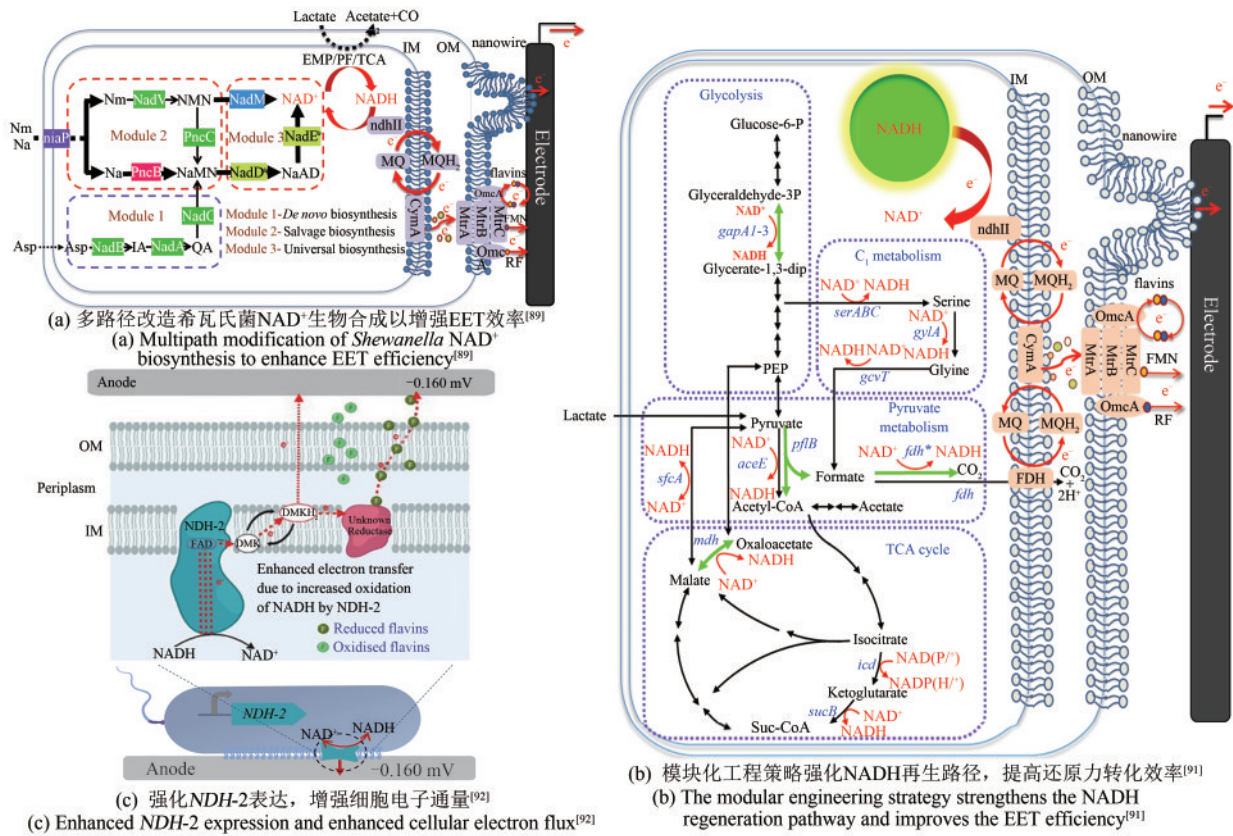 Lactate Acetate+CO
2
IM OM nanowire
e⁻
EMP/PF/TCA
Nm NadV NMN NadM NAD⁺
NADH
Module 2
PncC
Module 3
NadE*
ndhII
Nm
Na
niaP
Na PncB NaMN NadD* NaAD
MQ MQH₂
flavins
OmcA
e⁻
Module 1
NadC
Module 1-De novo biosynthesis
Module 2- Salvage biosynthesis
Module 3- Universal biosynthesis
CymA
MtrA
MtrB
MtrC
FMN
Asp Asp NadB IA NadA QA
OmcA
RF
Electrode
(a) 多路径改造希瓦氏菌NAD⁺生物合成以增强EET效率[89]
(a) Multipath modification of Shewanella NAD⁺
biosynthesis to enhance EET efficiency[89]
Anode −0.160 mV
OM
Periplasm
IM
NDH-2
FAD
DMK
DMKH₂
Unknown
Reductase
Enhanced electron transfer
due to increased oxidation
of NADH by NDH-2
Reduced flavins
Oxidised flavins
NADH NAD⁺
NDH-2
NAD⁺ NADH
Anode −0.160 mV
(c) 强化NDH-2表达，增强细胞电子通量[92]
(c) Enhanced NDH-2 expression and enhanced cellular electron flux[92]
Glycolysis
Glucose-6-P
Glyceraldehyde-3P
NAD⁺
gapA1-3
NADH
Glycerate-1,3-dip
PEP
C₁ metabolism
NAD⁺ NADH
serABC
Serine
NAD⁺
gylA
NADH
NADH NAD⁺
gcvT
Glyine
Lactate
Pyruvate
metabolism
Pyruvate
NADH
sfcA
NAD⁺
NAD⁺
aceE
NADH
pflB
Formate
NAD⁺ fdh* NADH
CO₂
fdh
Acetyl-CoA Acetate
TCA cycle
mdh
Oxaloacetate
NADH
NAD⁺
Malate
Isocitrate
icd
NAD(P/⁺)
NADP(H/⁺)
Ketoglutarate
sucB
NAD⁺
NADH
Suc-CoA
NADH
e⁻
NAD⁺
ndhII
IM
OM
nanowire
e⁻
e⁻
MQ MQH₂
e⁻
CymA
e⁻
MQ MQH₂
e⁻
FDH
CO₂
+
2H⁺
flavins
OmcA
e⁻
MtrA
MtrB
MtrC
FMN
e⁻
OmcA
RF
Electrode
(b) 模块化工程策略强化NADH再生路径，提高还原力转化效率[91]
(b) The modular engineering strategy strengthens the NADH
regeneration pathway and improves the EET efficiency[91]